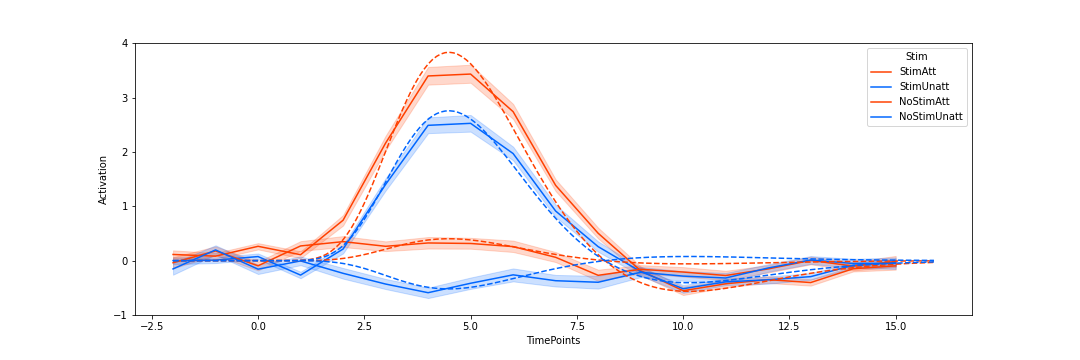 Activation
4
3
2
1
0
−1
−2.5
0.0
2.5
5.0
7.5
10.0
12.5
15.0
TimePoints
Stim
StimAtt
StimUnatt
NoStimAtt
NoStimUnatt